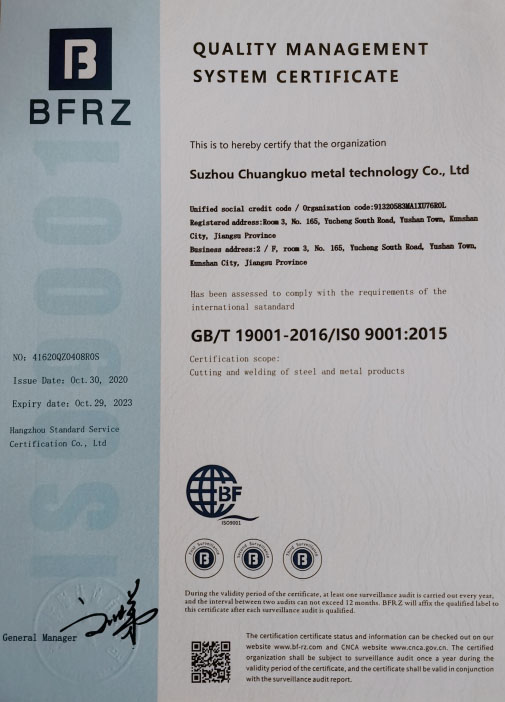 BFRZ
QUALITY MANAGEMENT
SYSTEM CERTIFICATE
This is to hereby certify that the organization
Suzhou Chuangkuo metal technology Co., Ltd
Unified social credit code / Organization code:91320583MA1XU76R0L
Registered address:Room 3, No. 165, Yucheng South Road, Yushan Town, Kunshan
City, Jiangsu Province
Business address:2 / F, room 3, No. 165, Yucheng South Road, Yushan Town,
Kunshan City, Jiangsu Province
Has been assessed to comply with the requirements of the
international satandard
GB/T 19001-2016/ISO 9001:2015
Certification scope:
Cutting and welding of steel and metal products
ISO9001
NO: 41620QZ0408R0S
Issue Date: Oct. 30, 2020
Expiry date: Oct. 29, 2023
Hangzhou Standard Service
Certification Co., Ltd
General Manager
BF
ISO9001
During the validity period of the certificate, at least one surveillance audit is carried out every year,
and the interval between two audits can not exceed 12 months. BFRZ will affix the qualified label to
this certificate after each surveillance audit is qualified.
The certification certificate status and information can be checked out on our
website www.bf-rz.com and CNCA website www.cnca.gov.cn. The certified
organization shall be subject to surveillance audit once a year during the
validity period of the certificate, and the certificate shall be valid in conjunction
with the surveillance audit report.